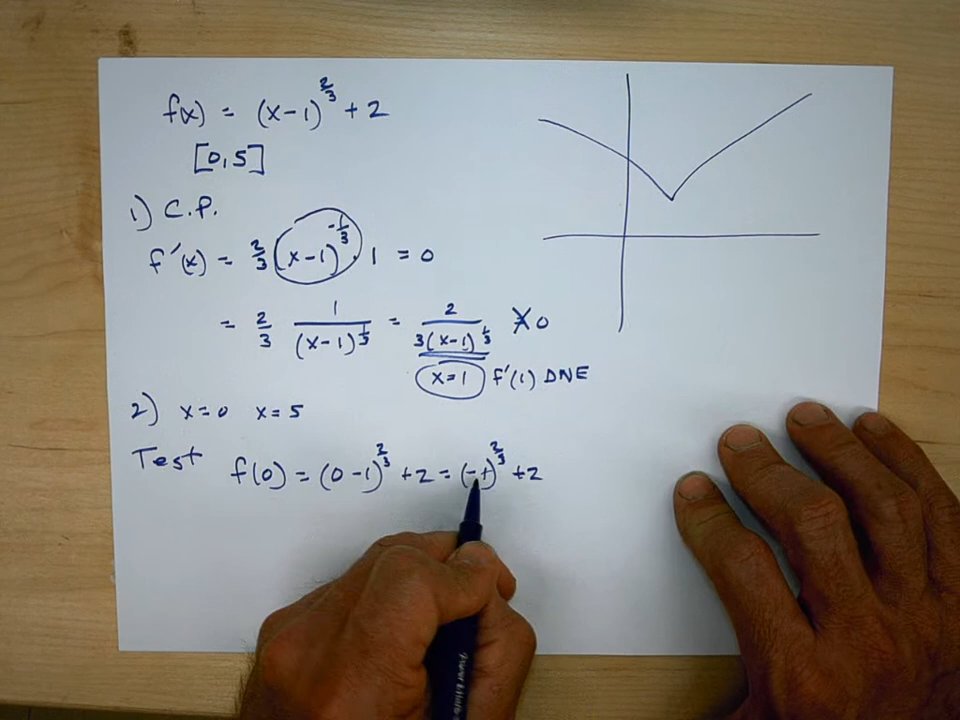 f(x) = (x-1)^(2/3) + 2
[0,5]
1) C.P.
f'(x) = 2/3 (x-1)^(-1/3) · 1 = 0
= 2/3 1/(x-1)^(1/3) = 2/(3(x-1)^(1/3)) ≠ 0
x=1 f'(1) DNE
2) x=0 x=5
Test f(0) = (0-1)^(2/3) +2 = (-1)^(2/3) +2